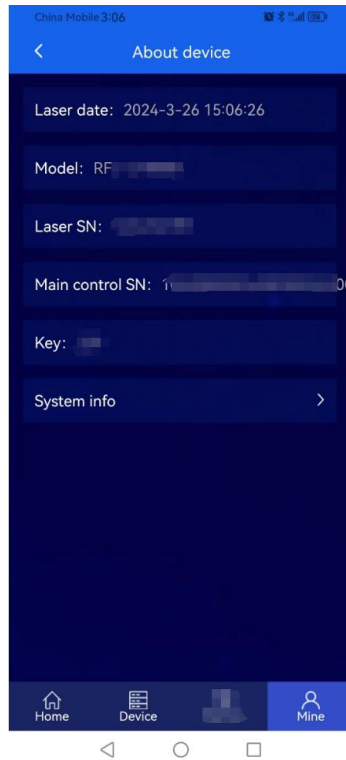 China Mobile 3:06
About device
Laser date: 2024-3-26 15:06:26
Model: RF
Laser SN:
Main control SN:
Key:
System info
Home Device Mine